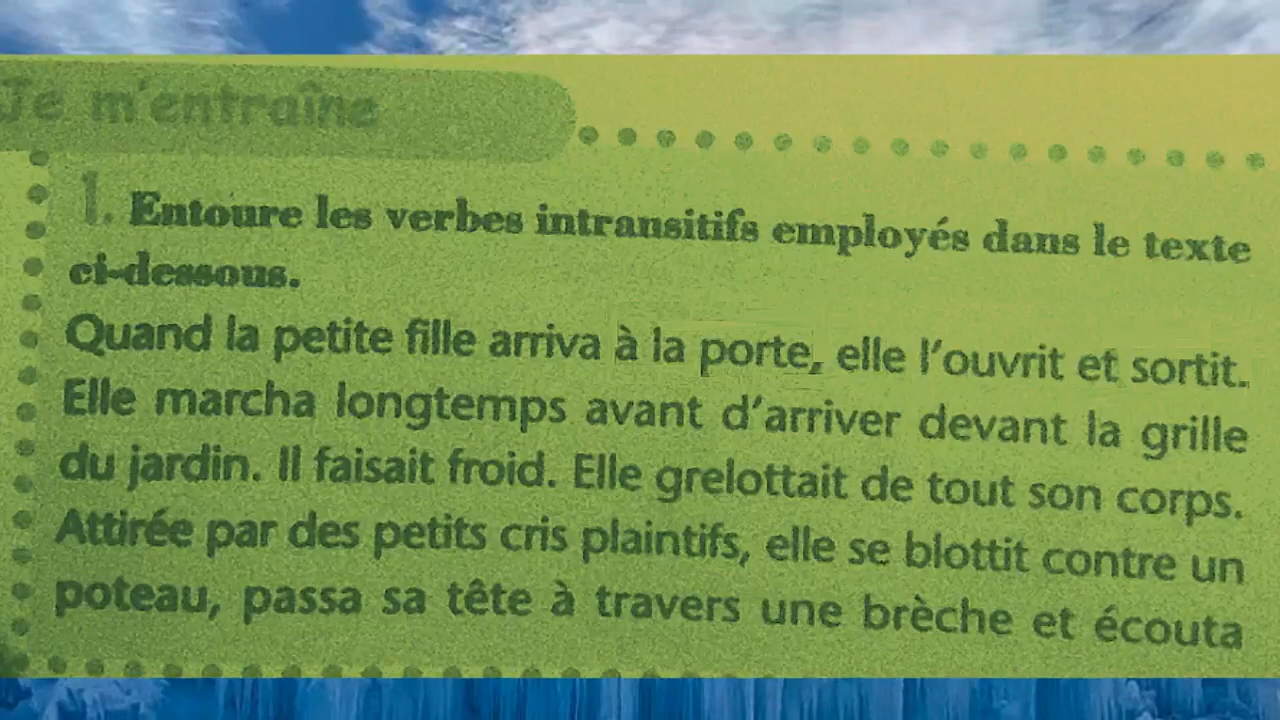 Je m'entraîne
1. Entoure les verbes intransitifs employés dans le texte
ci-dessous.
Quand la petite fille arriva à la porte, elle l'ouvrit et sortit.
Elle marcha longtemps avant d'arriver devant la grille
du jardin. Il faisait froid. Elle grelottait de tout son corps.
Attirée par des petits cris plaintifs, elle se blottit contre un
poteau, passa sa tête à travers une brèche et écouta